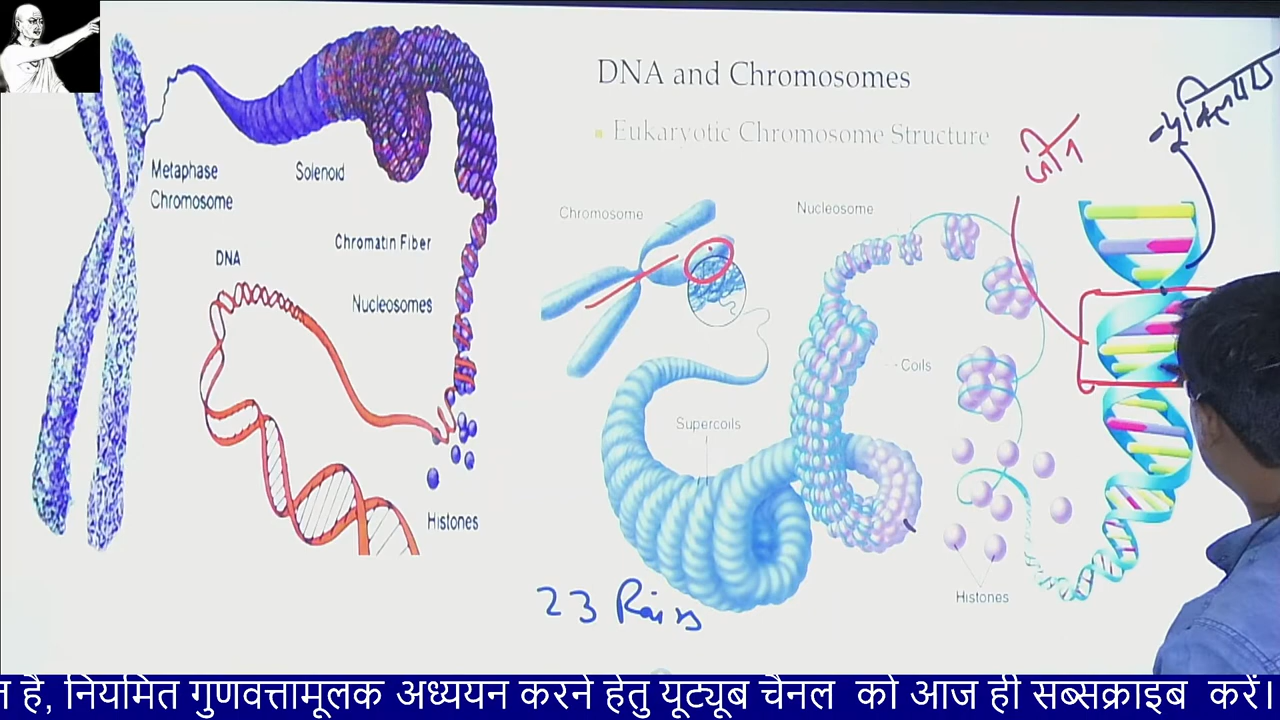 DNA and Chromosomes
Eukaryotic Chromosome Structure
जीन
Metaphase
Chromosome
Solenoid
Chromatin Fiber
DNA
Nucleosomes
Histones
Chromosome
Nucleosome
Coils
Supercoils
Histones
23 Pairs
है, नियमित गुणवत्तामूलक अध्ययन करने हेतु यूट्यूब चैनल को आज ही सब्सक्राइब करें।